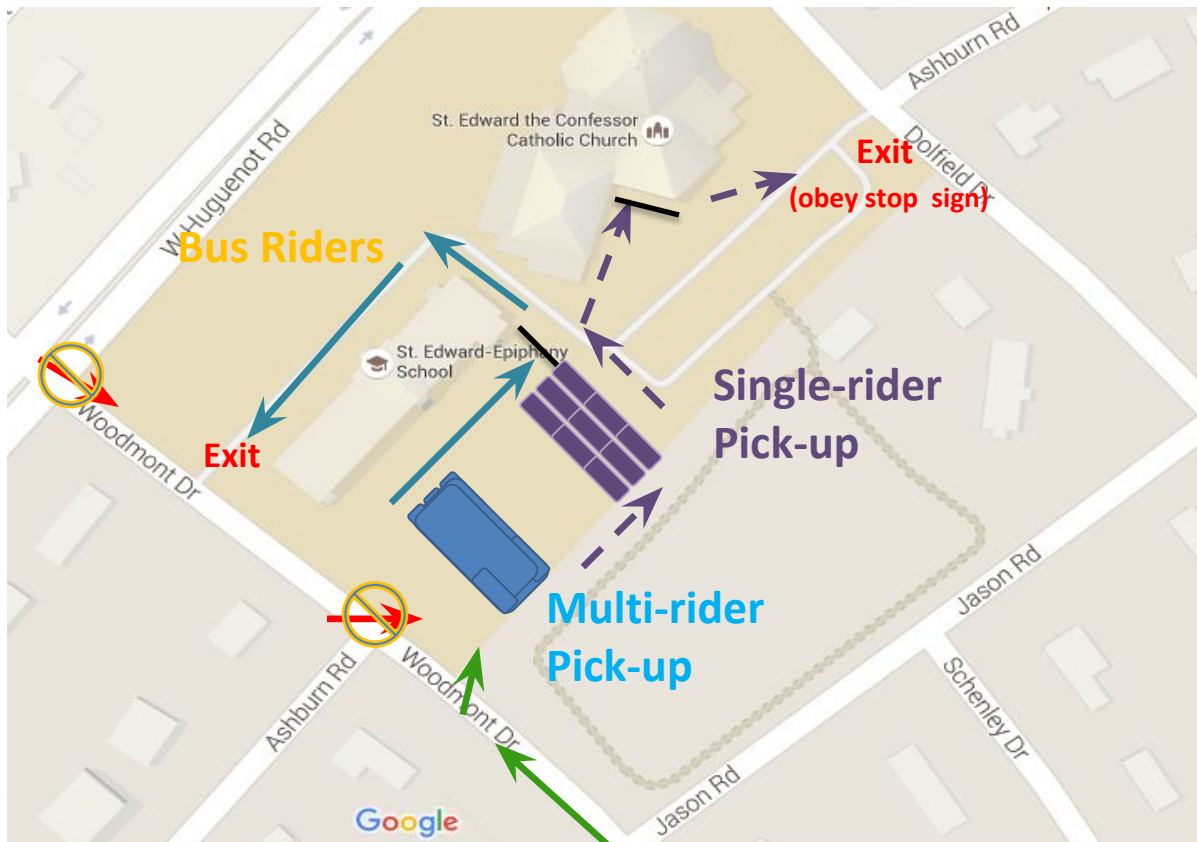 Ashburn Rd
St. Edward the Confessor
Catholic Church
Exit
(obey stop sign)
Dolfield Dr
W Huguenot Rd
Bus Riders
St. Edward-Epiphany
School
Single-rider
Pick-up
Woodmont Dr
Exit
Multi-rider
Pick-up
Jason Rd
Ashburn Rd
Woodmont Dr
Schenley Dr
Jason Rd
Google